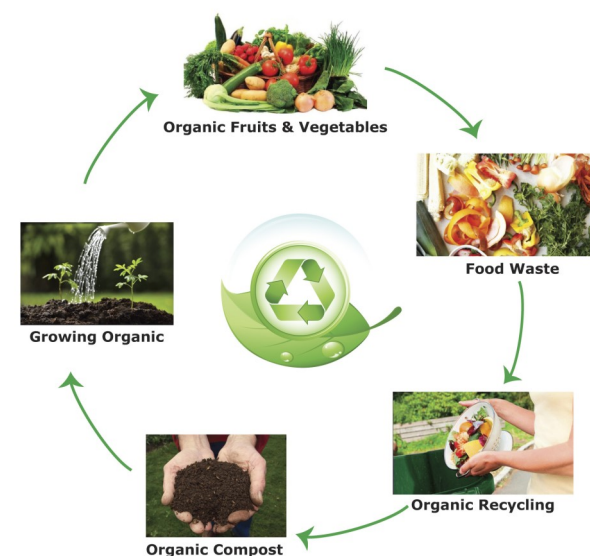 Organic Fruits & Vegetables
Food Waste
Organic Recycling
Organic Compost
Growing Organic